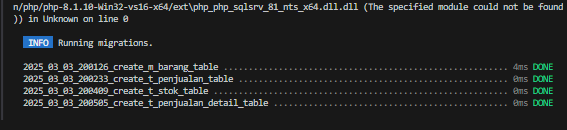 n/php/php-8.1.10-Win32-vs16-x64/ext\php_php_sqlsrv_81_nts_x64.dll.dll (The specified module could not be found
)) in Unknown on line 0
INFO Running migrations.
2025_03_03_200126_create_m_barang_table ................................................ 4ms DONE
2025_03_03_200233_create_t_penjualan_table ............................................. 0ms DONE
2025_03_03_200409_create_t_stok_table .................................................. 0ms DONE
2025_03_03_200505_create_t_penjualan_detail_table ...................................... 0ms DONE